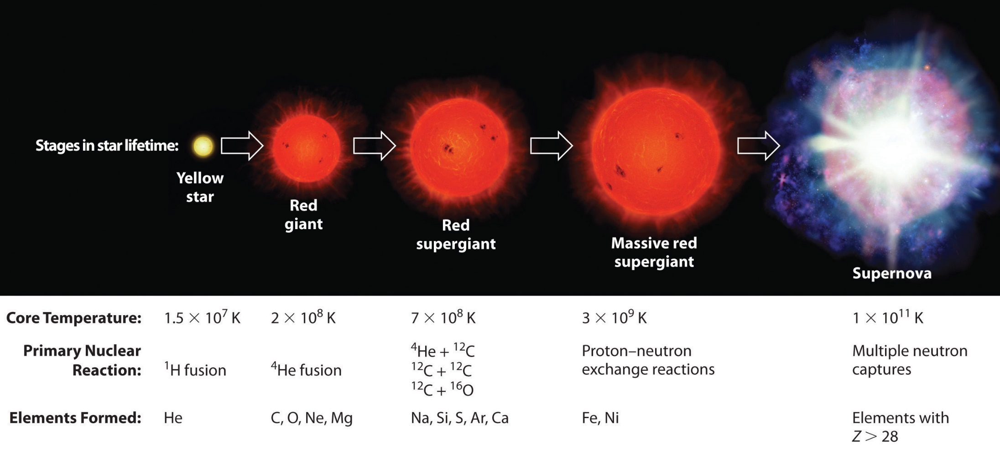 Stages in star lifetime:
Yellow
star
Red
giant
Red
supergiant
Massive red
supergiant
Supernova
Core Temperature: 1.5 × 10⁷ K 2 × 10⁸ K 7 × 10⁸ K 3 × 10⁹ K 1 × 10¹¹ K
Primary Nuclear
Reaction:
¹H fusion
⁴He fusion
⁴He + ¹²C
¹²C + ¹²C
¹²C + ¹⁶O
Proton–neutron
exchange reactions
Multiple neutron
captures
Elements Formed: He C, O, Ne, Mg Na, Si, S, Ar, Ca Fe, Ni Elements with
Z > 28